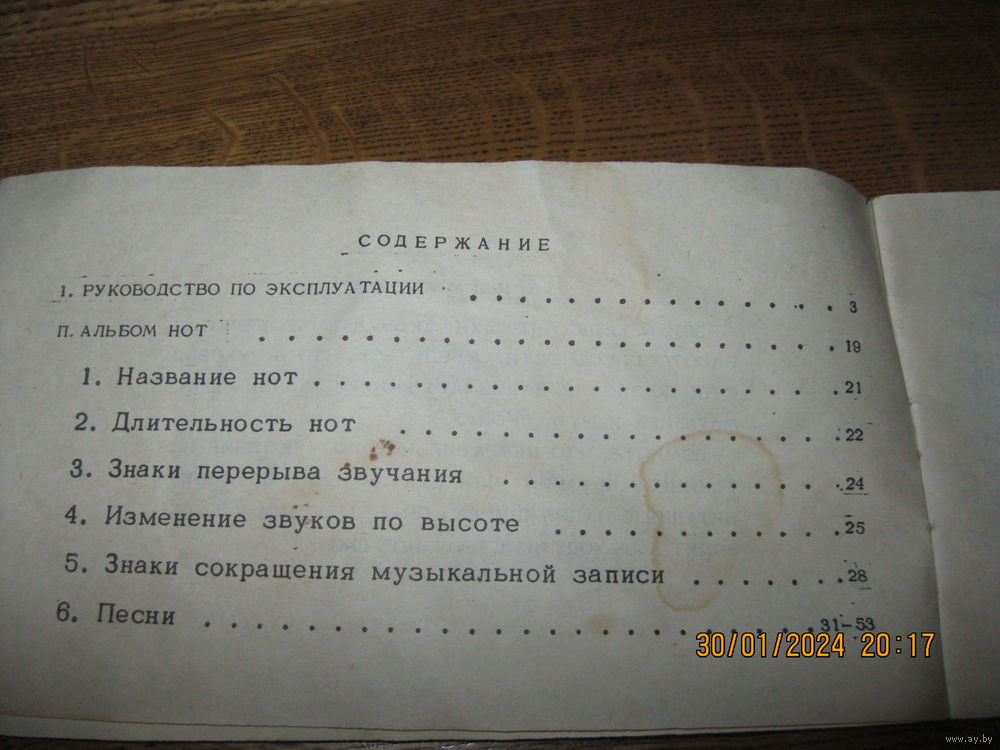 СОДЕРЖАНИЕ
1. РУКОВОДСТВО ПО ЭКСПЛУАТАЦИИ . . . . . . . . . . . . . . . 3
П. АЛЬБОМ НОТ . . . . . . . . . . . . . . . . . . . . . . 19
1. Название нот . . . . . . . . . . . . . . . . . . . . . 21
2. Длительность нот . . . . . . . . . . . . . . . . . . 22
3. Знаки перерыва звучания . . . . . . . . . . . . . . 24
4. Изменение звуков по высоте . . . . . . . . . . . . 25
5. Знаки сокращения музыкальной записи . . . . . . . 28
6. Песни . . . . . . . . . . . . . . . . . . . . . . . . 31-53
30/01/2024 20:17
www.ay.by